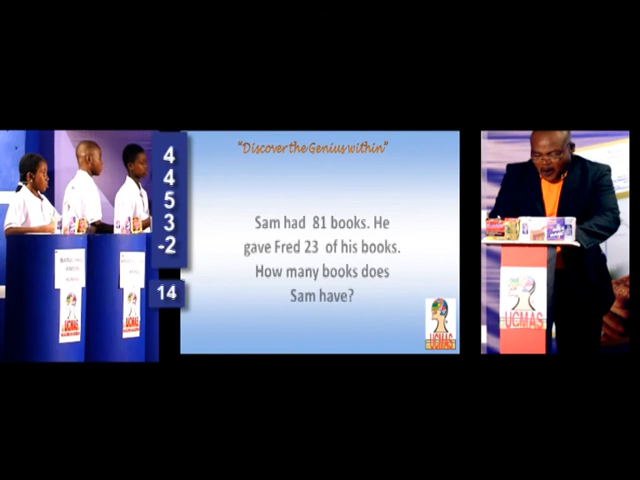 4
4
5
3
-2
14
"Discover the Genius within"
Sam had 81 books. He
gave Fred 23 of his books.
How many books does
Sam have?
UCMAS
UCMAS
UCMAS